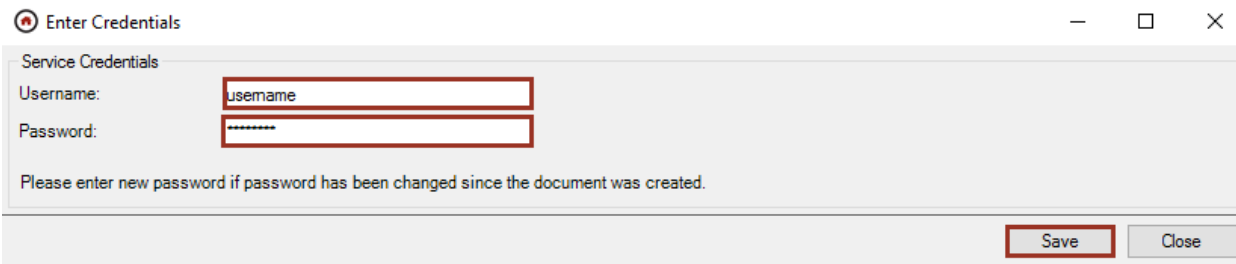 Enter Credentials
Service Credentials
Username: username
Password: ********
Please enter new password if password has been changed since the document was created.
Save Close